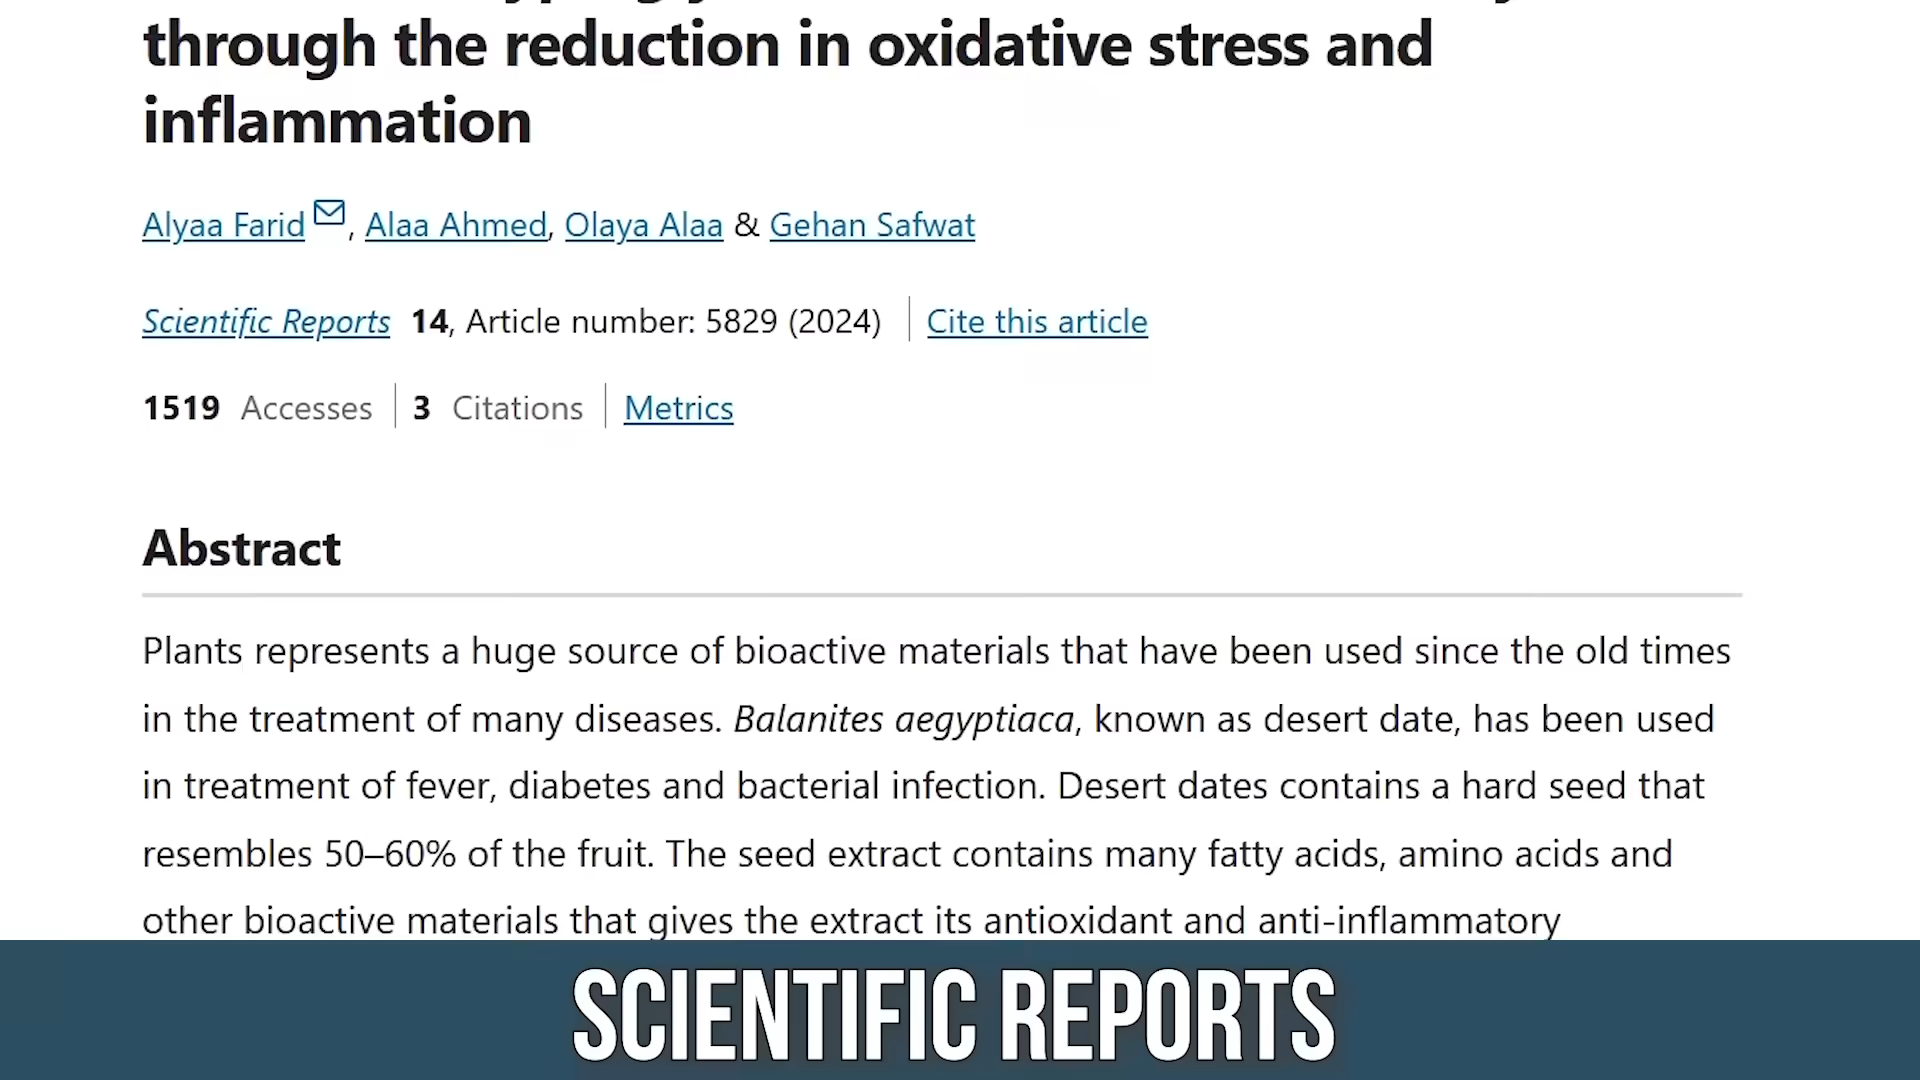 through the reduction in oxidative stress and
inflammation
Alyaa Farid, Alaa Ahmed, Olaya Alaa & Gehan Safwat
Scientific Reports 14, Article number: 5829 (2024) Cite this article
1519 Accesses 3 Citations Metrics
Abstract
Plants represents a huge source of bioactive materials that have been used since the old times
in the treatment of many diseases. Balanites aegyptiaca, known as desert date, has been used
in treatment of fever, diabetes and bacterial infection. Desert dates contains a hard seed that
resembles 50–60% of the fruit. The seed extract contains many fatty acids, amino acids and
other bioactive materials that gives the extract its antioxidant and anti-inflammatory
SCIENTIFIC REPORTS